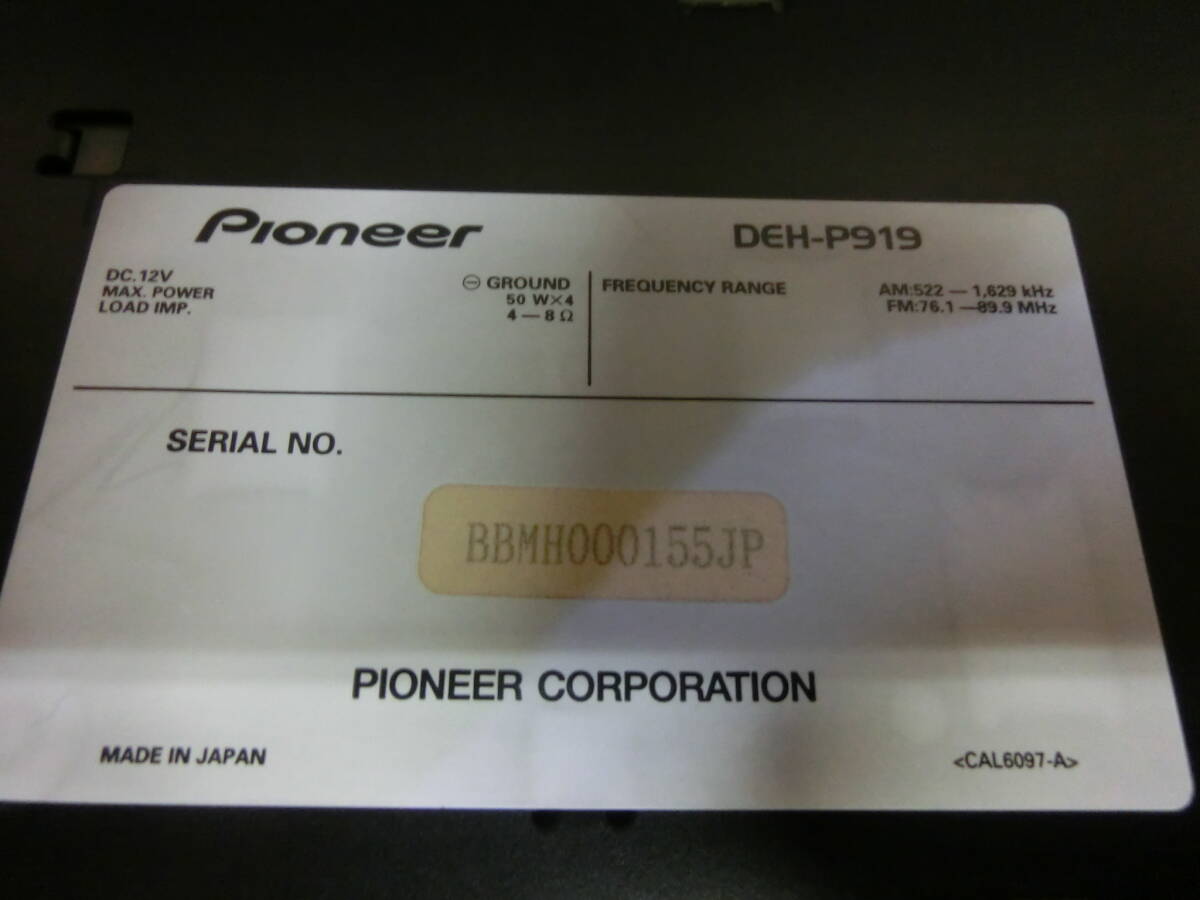 Pioneer DEH-P919
DC.12V ⊖ GROUND
MAX. POWER 50 W×4
LOAD IMP. 4 — 8 Ω
FREQUENCY RANGE AM:522 — 1,629 kHz
FM:76.1 —89.9 MHz
SERIAL NO.
BBMH000155JP
PIONEER CORPORATION
MADE IN JAPAN <CAL6097-A>